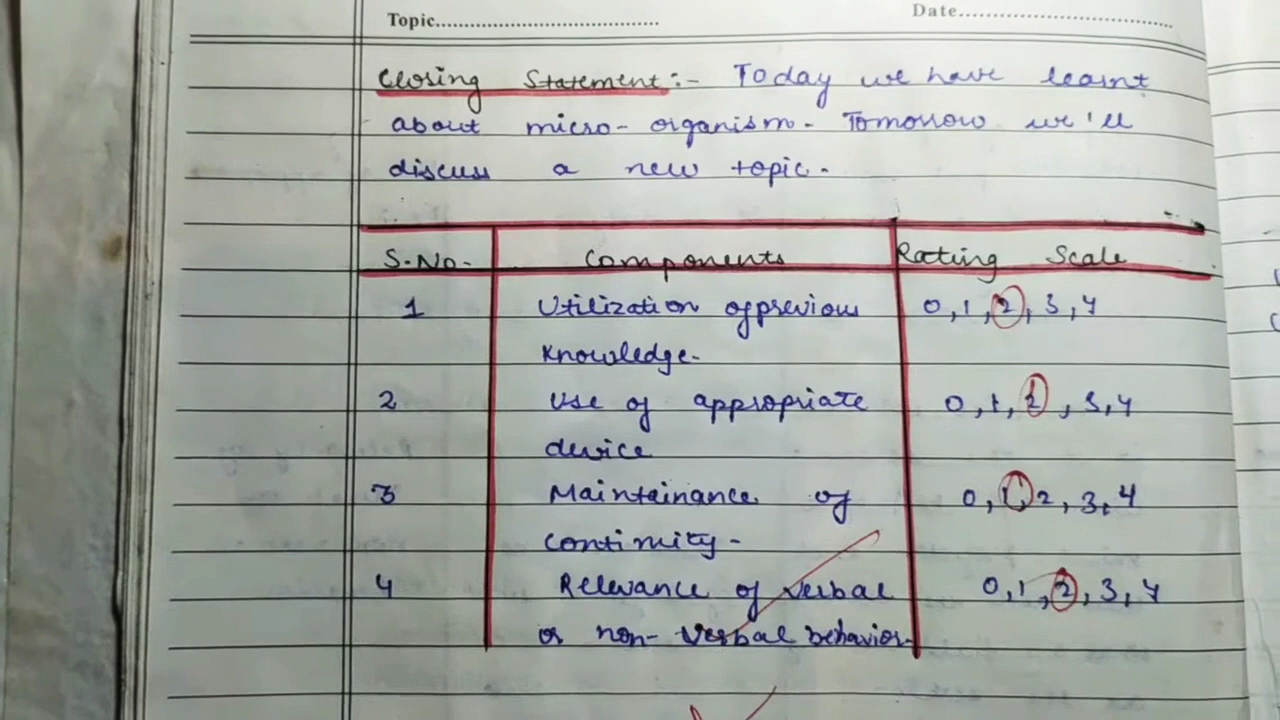 Topic........................................ Date........................................
Closing Statement:- Today we have learnt
about micro-organism. Tomorrow we'll
discuss a new topic.
S.No. Components Rating Scale
1 Utilization of previous 0,1,2,3,4
knowledge.
2 Use of appropriate 0,1,2,3,4
device
3 Maintainance of 0,1,2,3,4
continuity-
4 Relevance of verbal 0,1,2,3,4
or non-verbal behavior.